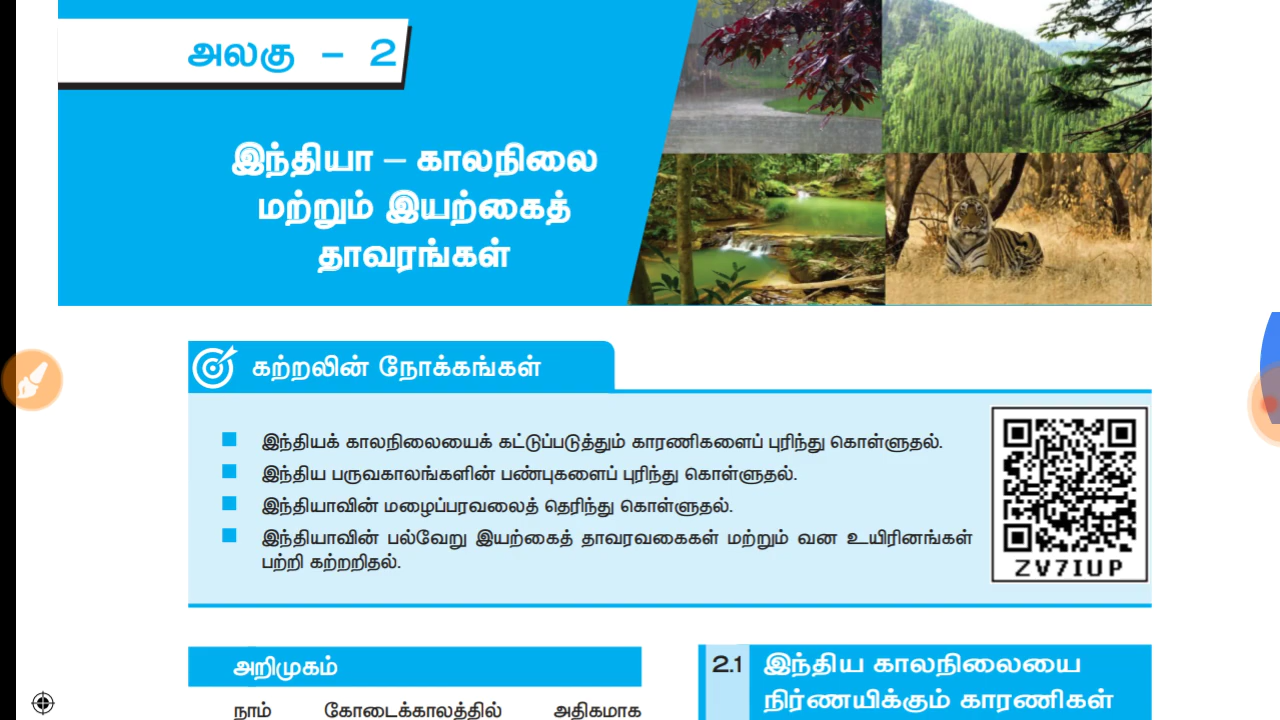 அலகு - 2
இந்தியா – காலநிலை
மற்றும் இயற்கைத்
தாவரங்கள்
கற்றலின் நோக்கங்கள்
இந்தியக் காலநிலையைக் கட்டுப்படுத்தும் காரணிகளைப் புரிந்து கொள்ளுதல்.
இந்திய பருவகாலங்களின் பண்புகளைப் புரிந்து கொள்ளுதல்.
இந்தியாவின் மழைப்பரவலைத் தெரிந்து கொள்ளுதல்.
இந்தியாவின் பல்வேறு இயற்கைத் தாவரவகைகள் மற்றும் வன உயிரினங்கள்
பற்றி கற்றறிதல்.
ZV7IUP
அறிமுகம்
நாம் கோடைக்காலத்தில் அதிகமாக
2.1 இந்திய காலநிலையை
நிர்ணயிக்கும் காரணிகள்